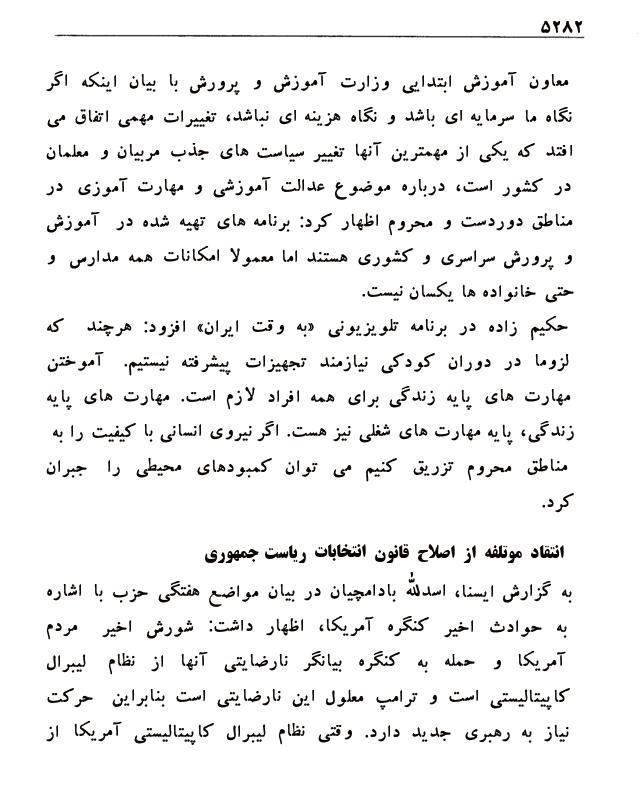 ۵۲۸۲
معاون آموزش ابتدایی وزارت آموزش و پرورش با بیان اینکه اگر
نگاه ما سرمایه ای باشد و نگاه هزینه ای نباشد، تغییرات مهمی اتفاق می
افتد که یکی از مهمترین آنها تغییر سیاست های جذب مربیان و معلمان
در کشور است، درباره موضوع عدالت آموزشی و مهارت آموزی در
مناطق دوردست و محروم اظهار کرد: برنامه های تهیه شده در آموزش
و پرورش سراسری و کشوری هستند اما معمولا امکانات همه مدارس و
حتی خانواده ها یکسان نیست.
حکیم زاده در برنامه تلویزیونی «به وقت ایران» افزود: هرچند که
لزوما در دوران کودکی نیازمند تجهیزات پیشرفته نیستیم. آموختن
مهارت های پایه زندگی برای همه افراد لازم است. مهارت های پایه
زندگی، پایه مهارت های شغلی نیز هست. اگر نیروی انسانی با کیفیت را به
مناطق محروم تزریق کنیم می توان کمبودهای محیطی را جبران
کرد.
انتقاد موتلفه از اصلاح قانون انتخابات ریاست جمهوری
به گزارش ایسنا، اسدلله بادامچیان در بیان مواضع هفتگی حزب با اشاره
به حوادث اخیر کنگره آمریکا، اظهار داشت: شورش اخیر مردم
آمریکا و حمله به کنگره بیانگر نارضایتی آنها از نظام لیبرال
کاپیتالیستی است و ترامپ معلول این نارضایتی است بنابراین حرکت
نیاز به رهبری جدید دارد. وقتی نظام لیبرال کاپیتالیستی آمریکا از